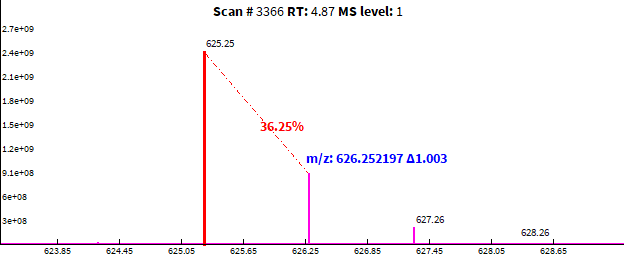 Scan # 3366 RT: 4.87 MS level: 1
2.7e+09
625.25
2.4e+09
2.1e+09
1.8e+09
1.5e+09
36.25%
1.2e+09
m/z: 626.252197 Δ1.003
9.1e+08
6e+08
627.26
3e+08
628.26
623.85 624.45 625.05 625.65 626.25 626.85 627.45 628.05 628.65